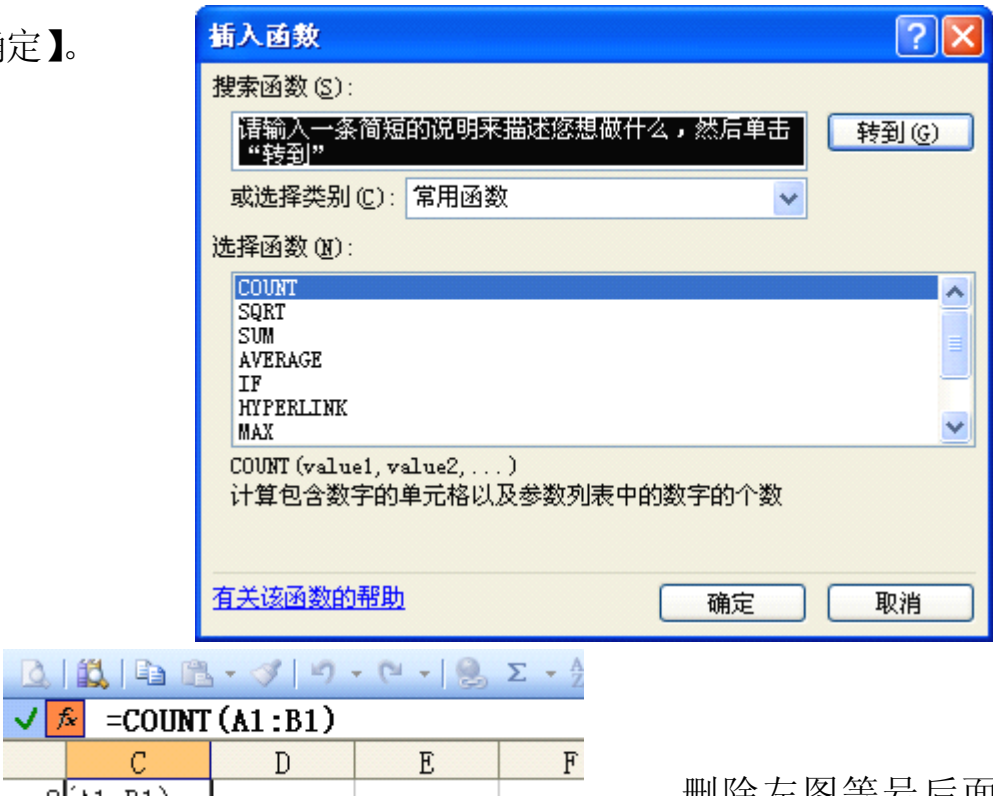 确定】。
插入函数
搜索函数(S):
请输入一条简短的说明来描述您想做什么，然后单击
“转到”
转到(G)
或选择类别(C): 常用函数
选择函数(N):
COUNT
SQRT
SUM
AVERAGE
IF
HYPERLINK
MAX
COUNT(value1,value2,...)
计算包含数字的单元格以及参数列表中的数字的个数
有关该函数的帮助
确定
取消
=COUNT(A1:B1)
C D E F